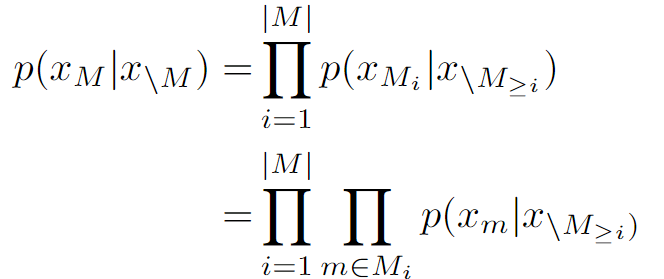 p(x_M|x_{\setminus M}) = \prod_{i=1}^{|M|} p(x_{M_i}|x_{\setminus M_{\geq i}})
= \prod_{i=1}^{|M|} \prod_{m \in M_i} p(x_m|x_{\setminus M_{\geq i})}